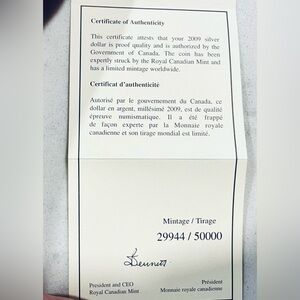 Certificate of Authenticity
This certificate attests that your 2009 silver
dollar is proof quality and is authorized by the
Government of Canada. The coin has been
expertly struck by the Royal Canadian Mint and
has a limited mintage worldwide.
Certificat d'authenticité
Autorisé par le gouvernement du Canada, ce
dollar en argent, millésimé 2009, est de qualité
épreuve numismatique. Il a été frappé
de façon experte par la Monnaie royale
canadienne et son tirage mondial est limité.
Mintage / Tirage
29944 / 50000
President and CEO
Royal Canadian Mint
Président
Monnaie royale canadienne